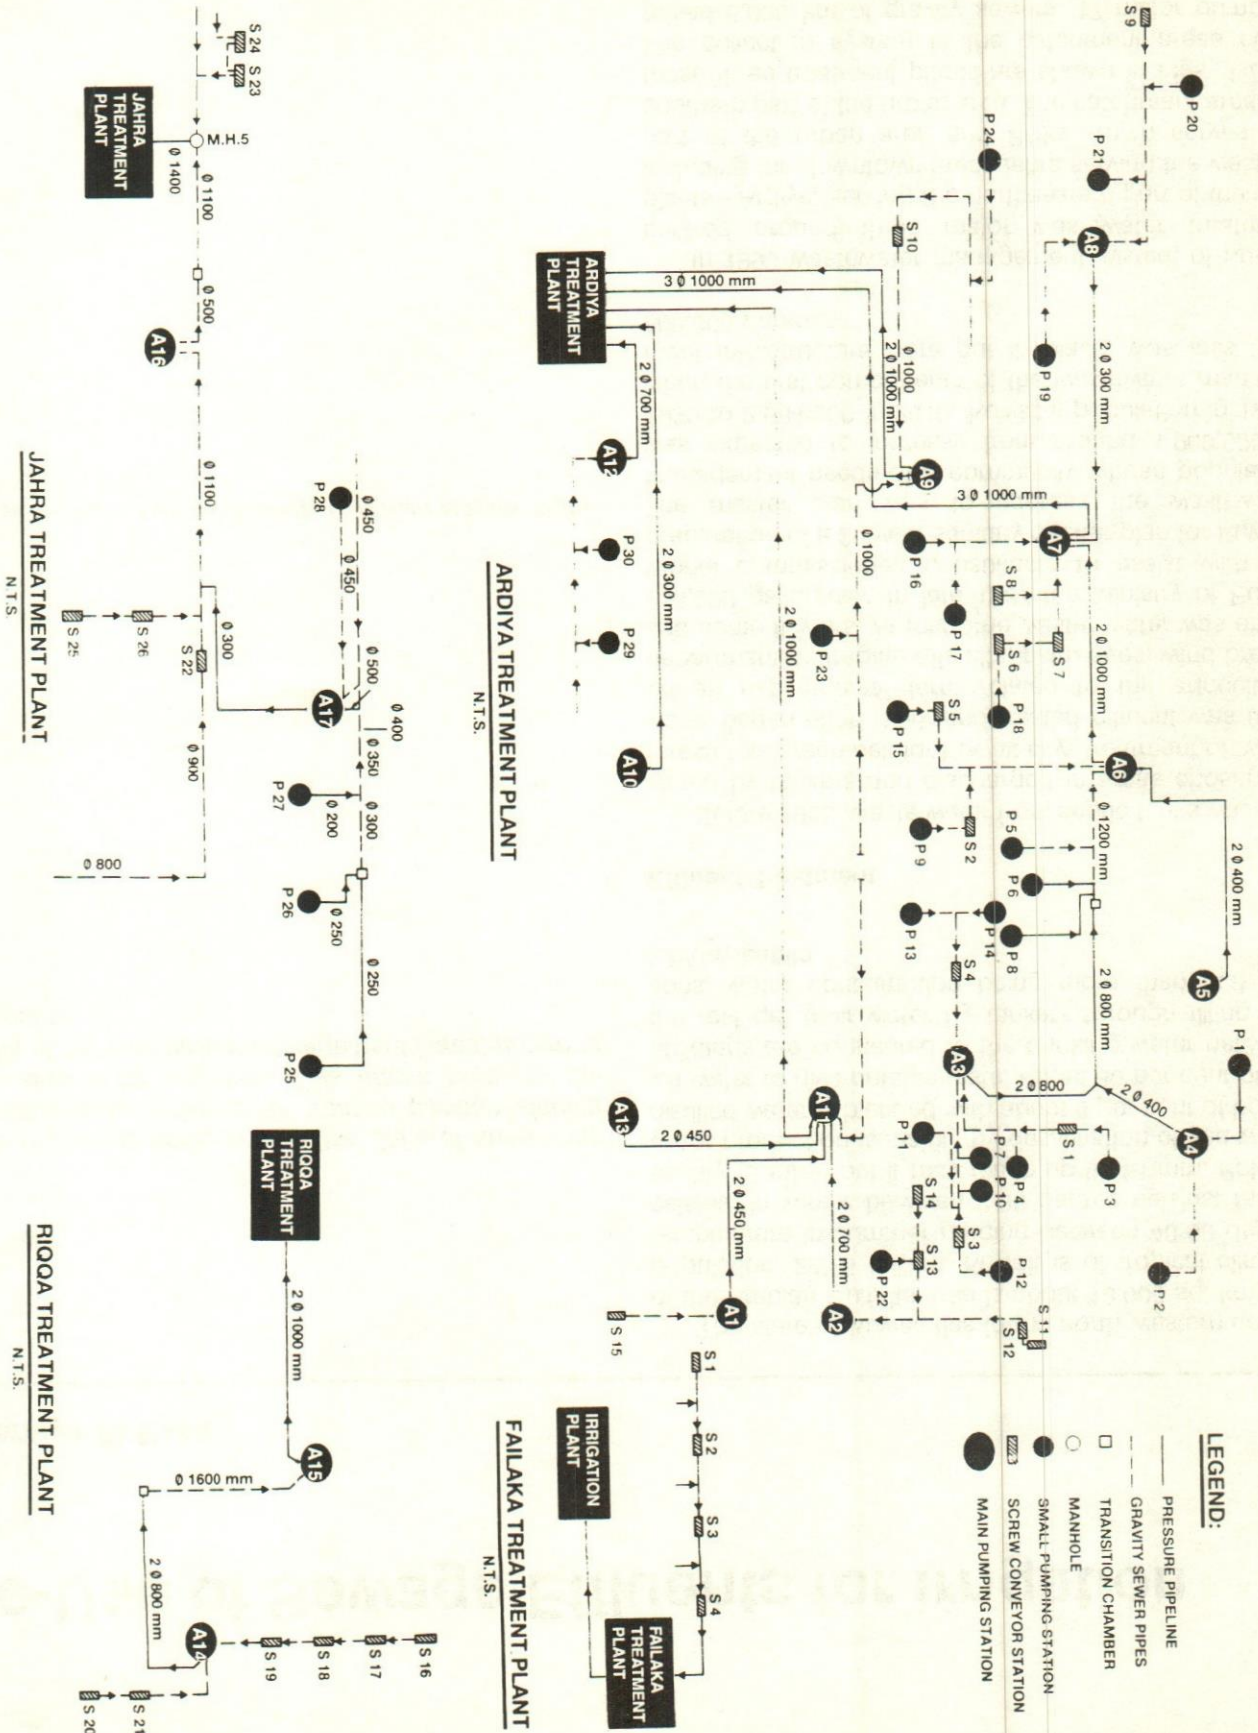 LEGEND:
PRESSURE PIPELINE
GRAVITY SEWER PIPES
TRANSITION CHAMBER
MANHOLE
SMALL PUMPING STATION
SCREW CONVEYOR STATION
MAIN PUMPING STATION
S 9
P 20
P 21
A8
P 19
P 24
S 10
2 Ø 300 mm
ARDIYA
TREATMENT
PLANT
3 Ø 1000 mm
Ø 1000
2 Ø 1000 mm
2 Ø 700 mm
A12
A9
3 Ø 1000 mm
A7
P 16
P 17
S 8
S 7
S 6
P 18
2 Ø 1000 mm
Ø 1000
P 30
P 29
2 Ø 300 mm
A10
2 Ø 1000 mm
P 23
P 15
S 5
A6
2 Ø 400 mm
A5
P 9
S 2
P 5
P 6
P 8
Ø 1200 mm
P 13
P 14
S 4
2 Ø 800 mm
P 1
A3
2 Ø 800
2 Ø 400
A4
A11
A13
2 Ø 450
2 Ø 450 mm
2 Ø 700 mm
P 11
P 7
P 10
P 4
S 1
P 3
S 14
S 13
S 3
P 12
P 2
P 22
S 15
A1
A2
S 12
S 11
ARDIYA TREATMENT PLANT
N.T.S.
S 24
S 23
M.H.5
JAHRA
TREATMENT
PLANT
Ø 1400
Ø 1100
Ø 500
A16
Ø 1100
S 25
S 26
S 22
Ø 300
Ø 900
Ø 800
P 28
Ø 450
Ø 450
Ø 500
A17
Ø 400
Ø 350
P 27
Ø 200
Ø 300
P 26
Ø 250
Ø 250
P 25
JAHRA TREATMENT PLANT
N.T.S.
RIQQA
TREATMENT
PLANT
2 Ø 1000 mm
A15
Ø 1600 mm
2 Ø 800 mm
A14
S 19
S 18
S 17
S 16
S 20
S 21
RIQQA TREATMENT PLANT
N.T.S.
S 1
S 2
S 3
S 4
IRRIGATION
PLANT
FAILAKA
TREATMENT
PLANT
FAILAKA TREATMENT PLANT
N.T.S.